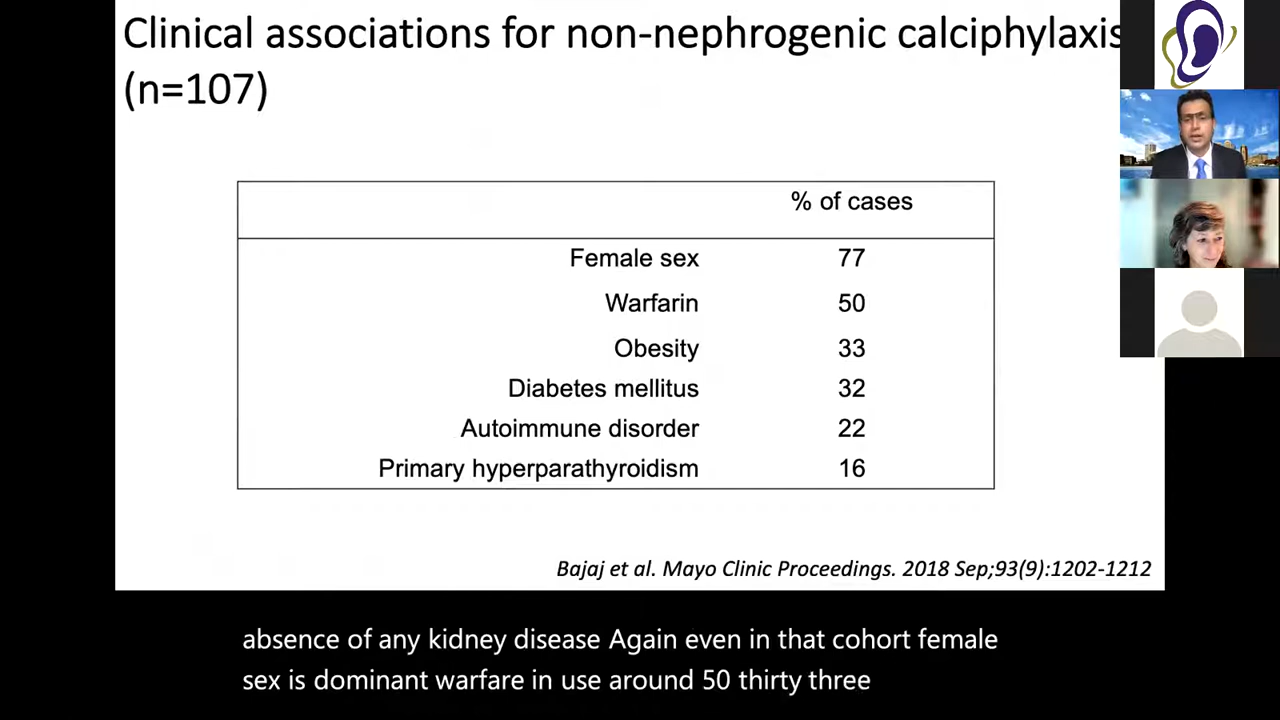 Clinical associations for non-nephrogenic calciphylaxis
(n=107)
% of cases
Female sex 77
Warfarin 50
Obesity 33
Diabetes mellitus 32
Autoimmune disorder 22
Primary hyperparathyroidism 16
Bajaj et al. Mayo Clinic Proceedings. 2018 Sep;93(9):1202-1212
absence of any kidney disease Again even in that cohort female
sex is dominant warfare in use around 50 thirty three